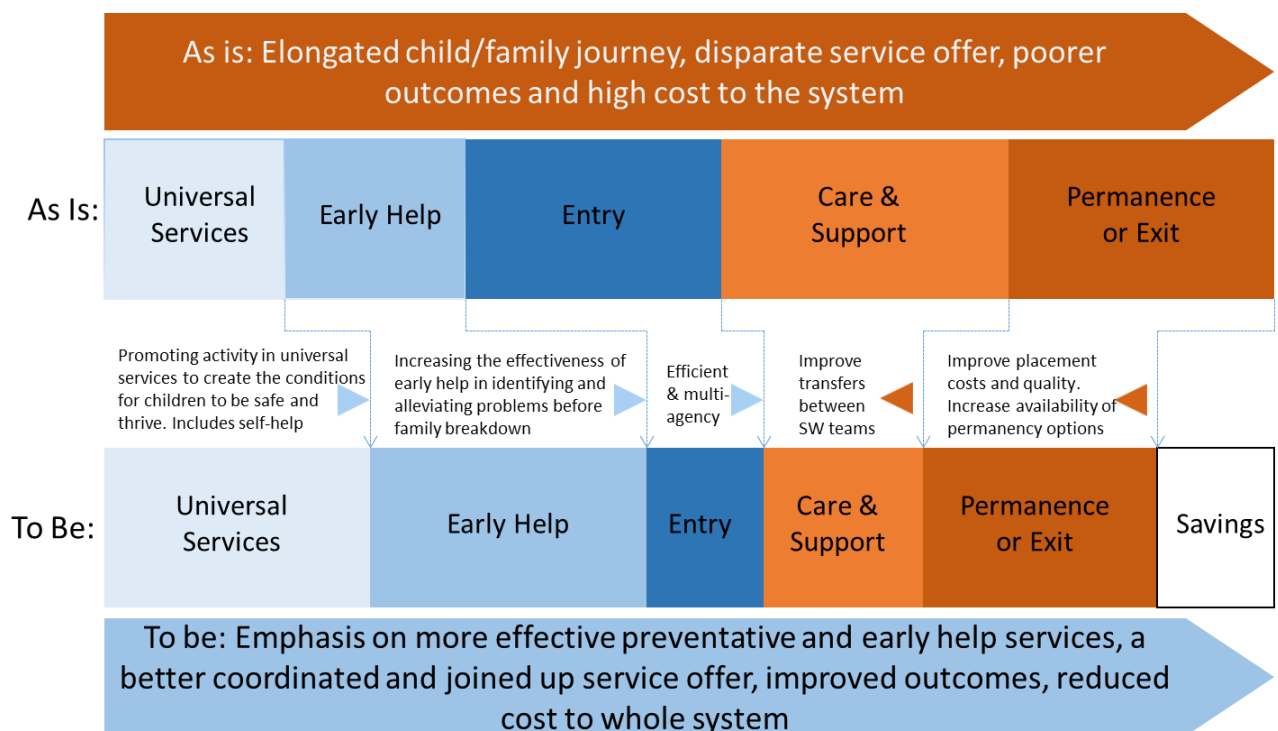 As is: Elongated child/family journey, disparate service offer, poorer
outcomes and high cost to the system
As Is:
Universal
Services
Early Help
Entry
Care &
Support
Permanence
or Exit
Promoting activity in universal
services to create the conditions
for children to be safe and
thrive. Includes self-help
Increasing the effectiveness of
early help in identifying and
alleviating problems before
family breakdown
Efficient
& multi-
agency
Improve
transfers
between
SW teams
Improve placement
costs and quality.
Increase availability of
permanency options
To Be:
Universal
Services
Early Help
Entry
Care &
Support
Permanence
or Exit
Savings
To be: Emphasis on more effective preventative and early help services, a
better coordinated and joined up service offer, improved outcomes, reduced
cost to whole system